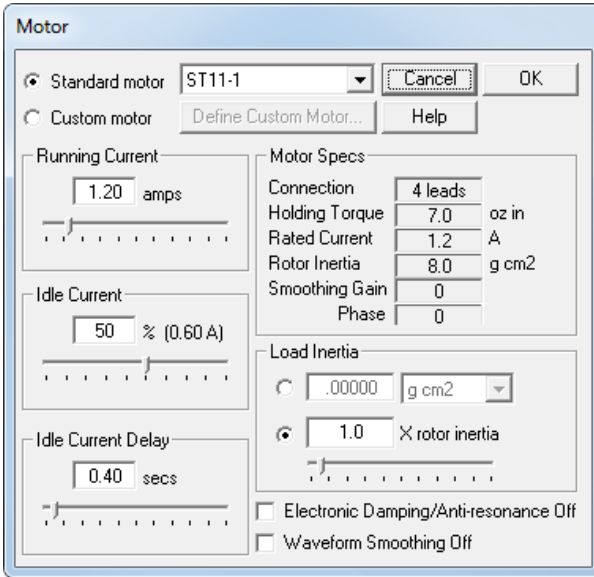 Motor
Standard motor ST11-1 Cancel OK
Custom motor Define Custom Motor... Help
Running Current
1.20 amps
Idle Current
50 % (0.60 A)
Idle Current Delay
0.40 secs
Motor Specs
Connection 4 leads
Holding Torque 7.0 oz in
Rated Current 1.2 A
Rotor Inertia 8.0 g cm2
Smoothing Gain 0
Phase 0
Load Inertia
.00000 g cm2
1.0 X rotor inertia
Electronic Damping/Anti-resonance Off
Waveform Smoothing Off